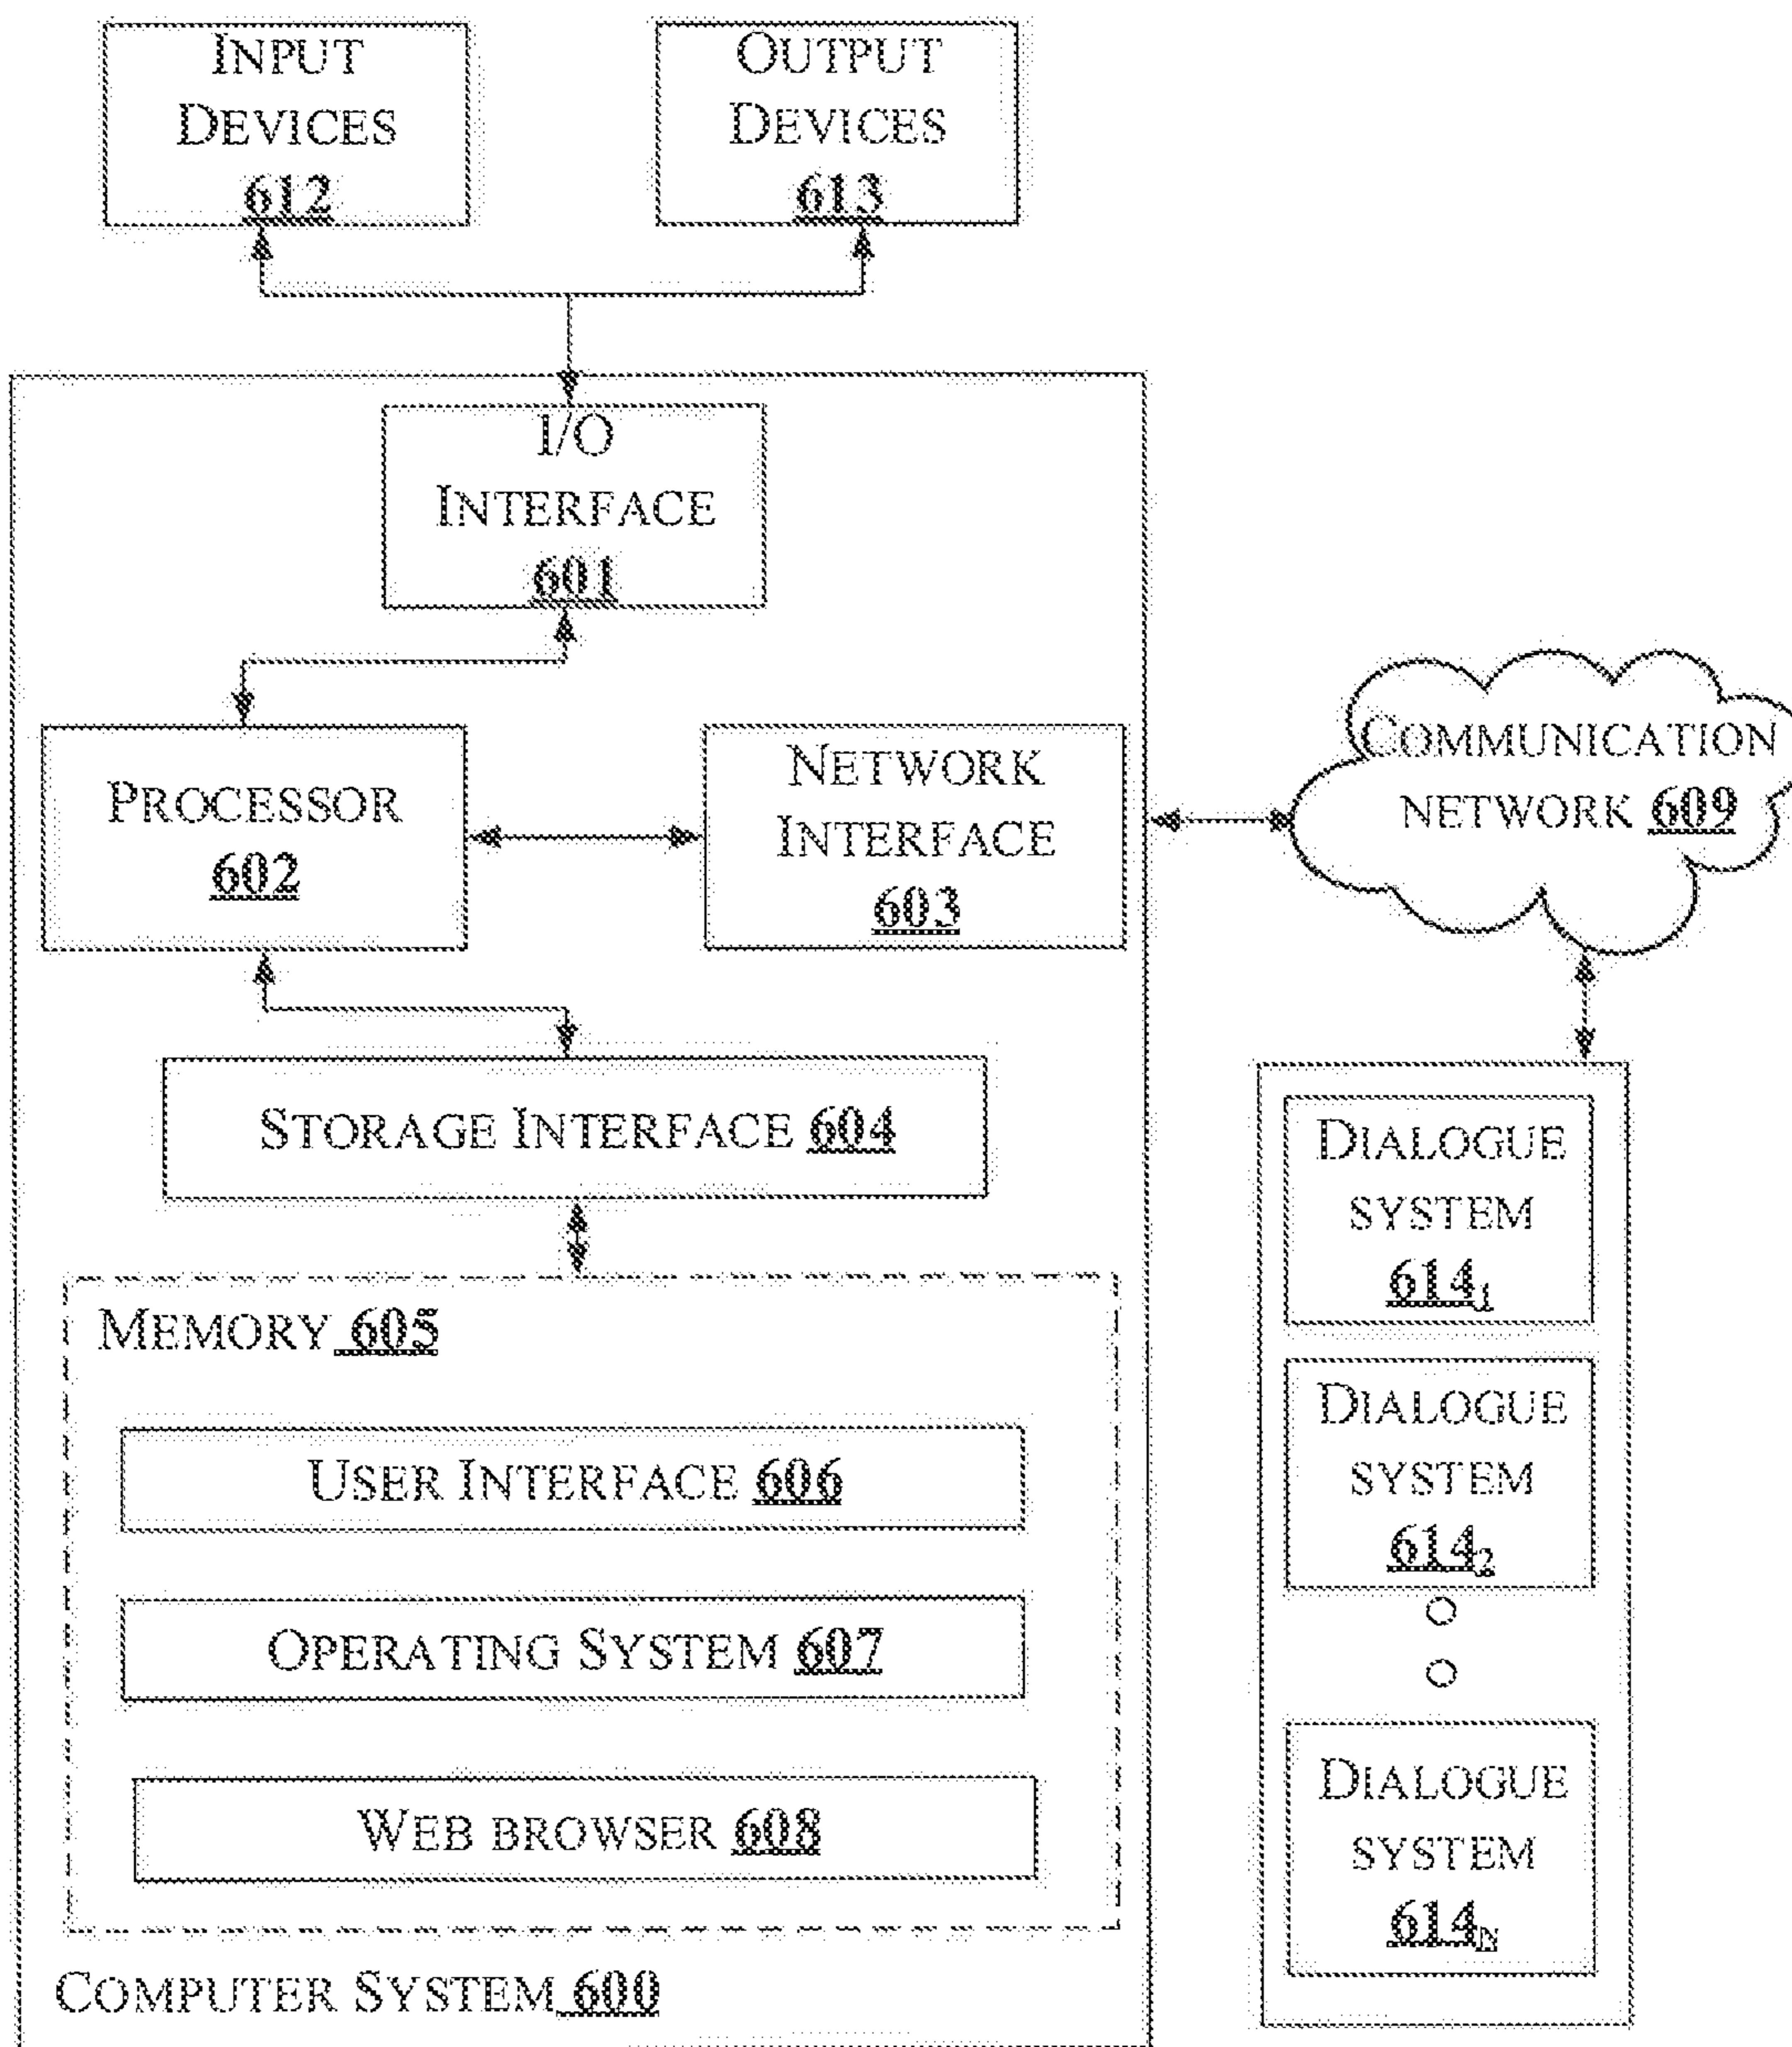 INPUT
DEVICES
612
OUTPUT
DEVICES
613
I/O
INTERFACE
601
PROCESSOR
602
NETWORK
INTERFACE
603
COMMUNICATION
NETWORK 609
STORAGE INTERFACE 604
MEMORY 605
USER INTERFACE 606
OPERATING SYSTEM 607
WEB BROWSER 608
COMPUTER SYSTEM 600
DIALOGUE
SYSTEM
614₁
DIALOGUE
SYSTEM
614₂
DIALOGUE
SYSTEM
614N